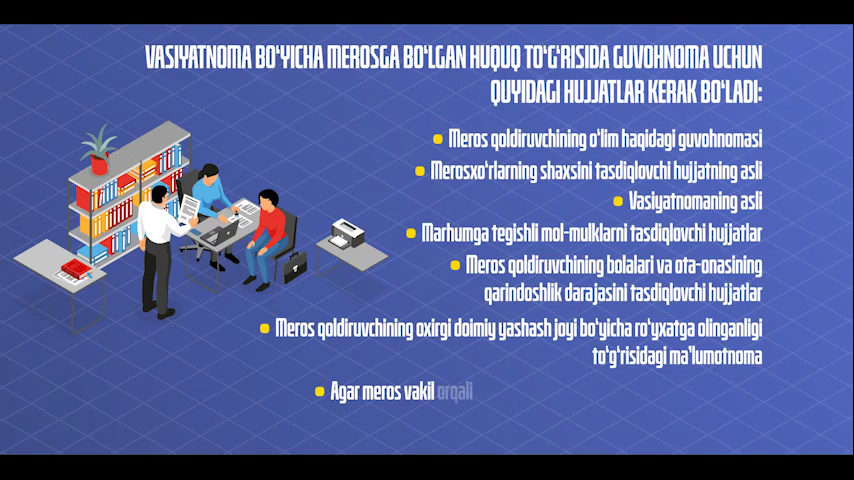 VASIYATNOMA BO‘YICHA MEROSGA BO‘LGAN HUQUQ TO‘G‘RISIDA GUVOHNOMA UCHUN
QUYIDAGI HUJJATLAR KERAK BO‘LADI:
Meros qoldiruvchining o‘lim haqidagi guvohnomasi
Merosxo‘rlarning shaxsini tasdiqlovchi hujjatning asli
Vasiyatnomaning asli
Marhumga tegishli mol-mulklarni tasdiqlovchi hujjatlar
Meros qoldiruvchining bolalari va ota-onasining
qarindoshlik darajasini tasdiqlovchi hujjatlar
Meros qoldiruvchining oxirgi doimiy yashash joyi bo‘yicha ro‘yxatga olinganligi
to‘g‘risidagi ma’lumotnoma
Agar meros vakil orqali